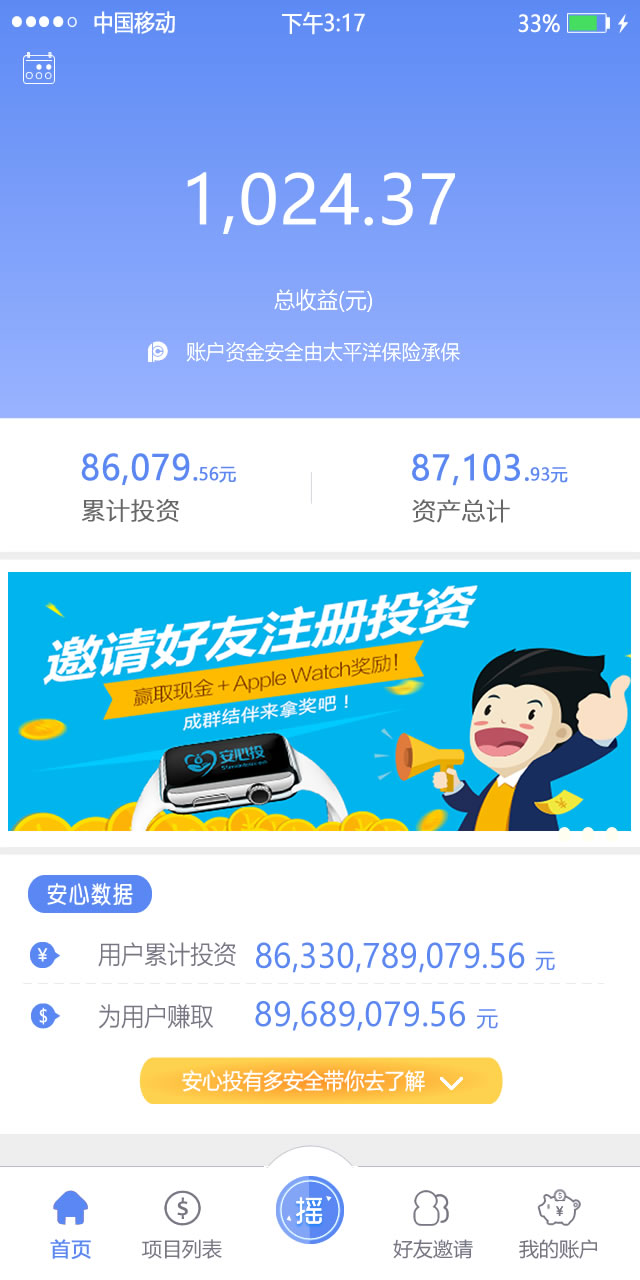 中国移动 下午3:17 33%
1,024.37
总收益(元)
账户资金安全由太平洋保险承保
86,079.56元 87,103.93元
累计投资 资产总计
邀请好友注册投资
赢取现金+Apple Watch奖励!
成群结伴来拿奖吧!
安心投
安心数据
¥ 用户累计投资 86,330,789,079.56 元
$ 为用户赚取 89,689,079.56 元
安心投有多安全带你去了解
摇
首页 项目列表 好友邀请 我的账户